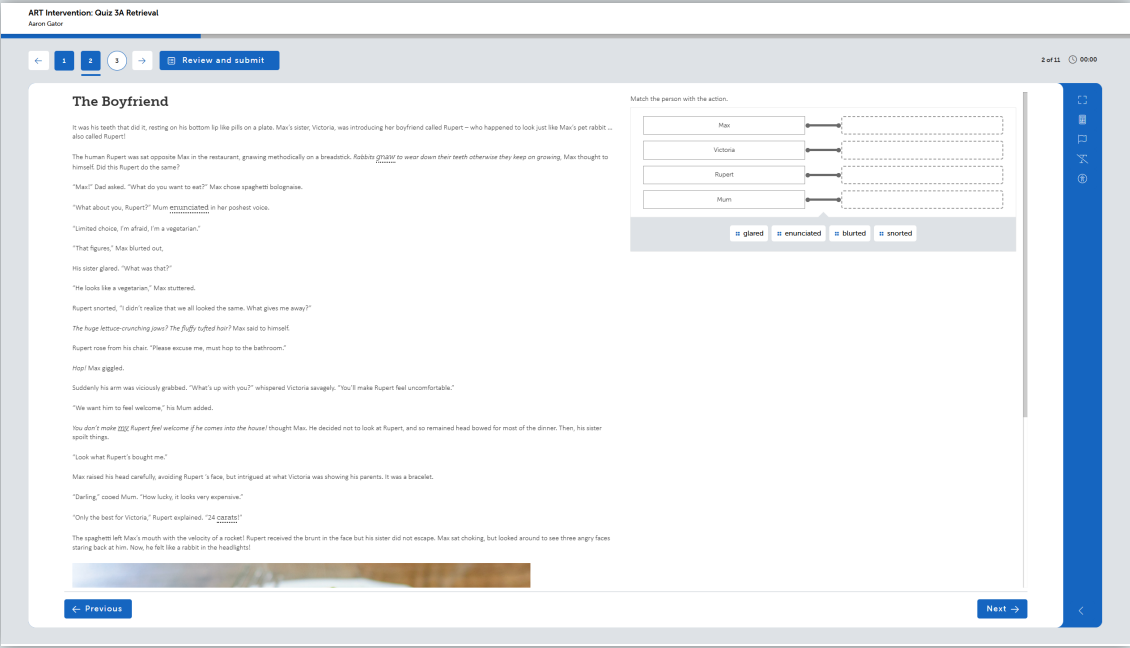 ART Intervention: Quiz 3A Retrieval
Aaron Gator
1
2
3
Review and submit
2 of 11
00:00
The Boyfriend
It was his teeth that did it, resting on his bottom lip like pills on a plate. Max's sister, Victoria, was introducing her boyfriend called Rupert – who happened to look just like Max's pet rabbit ...
also called Rupert!
The human Rupert was sat opposite Max in the restaurant, gnawing methodically on a breadstick. Rabbits gnaw to wear down their teeth otherwise they keep on growing, Max thought to
himself. Did this Rupert do the same?
"Max!" Dad asked. "What do you want to eat?" Max chose spaghetti bolognaise.
"What about you, Rupert?" Mum enunciated in her poshest voice.
"Limited choice, I'm afraid, I'm a vegetarian."
"That figures," Max blurted out,
His sister glared. "What was that?"
"He looks like a vegetarian," Max stuttered.
Rupert snorted, "I didn't realize that we all looked the same. What gives me away?"
The huge lettuce-crunching jaws? The fluffy tufted hair? Max said to himself.
Rupert rose from his chair. "Please excuse me, must hop to the bathroom."
Hop! Max giggled.
Suddenly his arm was viciously grabbed. "What's up with you?" whispered Victoria savagely. "You'll make Rupert feel uncomfortable."
"We want him to feel welcome," his Mum added.
You don't make my Rupert feel welcome if he comes into the house! thought Max. He decided not to look at Rupert, and so remained head bowed for most of the dinner. Then, his sister
spoilt things.
"Look what Rupert's bought me."
Max raised his head carefully, avoiding Rupert 's face, but intrigued at what Victoria was showing his parents. It was a bracelet.
"Darling," cooed Mum. "How lucky, it looks very expensive."
"Only the best for Victoria," Rupert explained. "24 carats!"
The spaghetti left Max's mouth with the velocity of a rocket! Rupert received the brunt in the face but his sister did not escape. Max sat choking, but looked around to see three angry faces
staring back at him. Now, he felt like a rabbit in the headlights!
Match the person with the action.
Max
Victoria
Rupert
Mum
glared
enunciated
blurted
snorted
Previous
Next